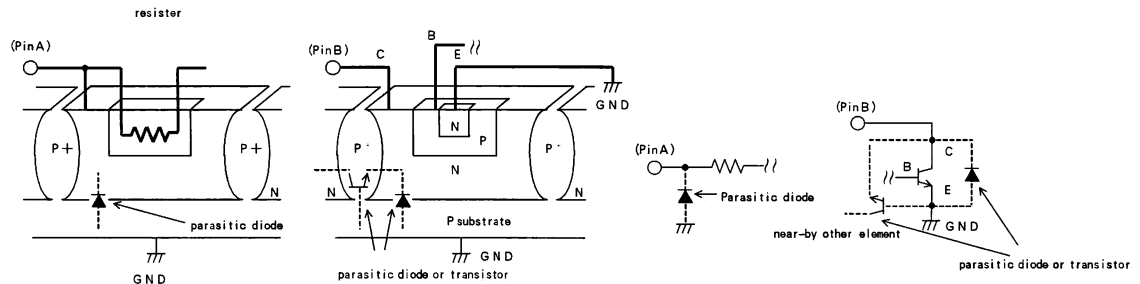 resister
(PinA)
P+
P+
N
N
parasitic diode
GND
(PinB)
C
B
E
GND
N
P
P+
P+
N
N
N
P substrate
GND
parasitic diode or transistor
(PinA)
Parasitic diode
(PinB)
C
B
E
GND
near-by other element
parasitic diode or transistor